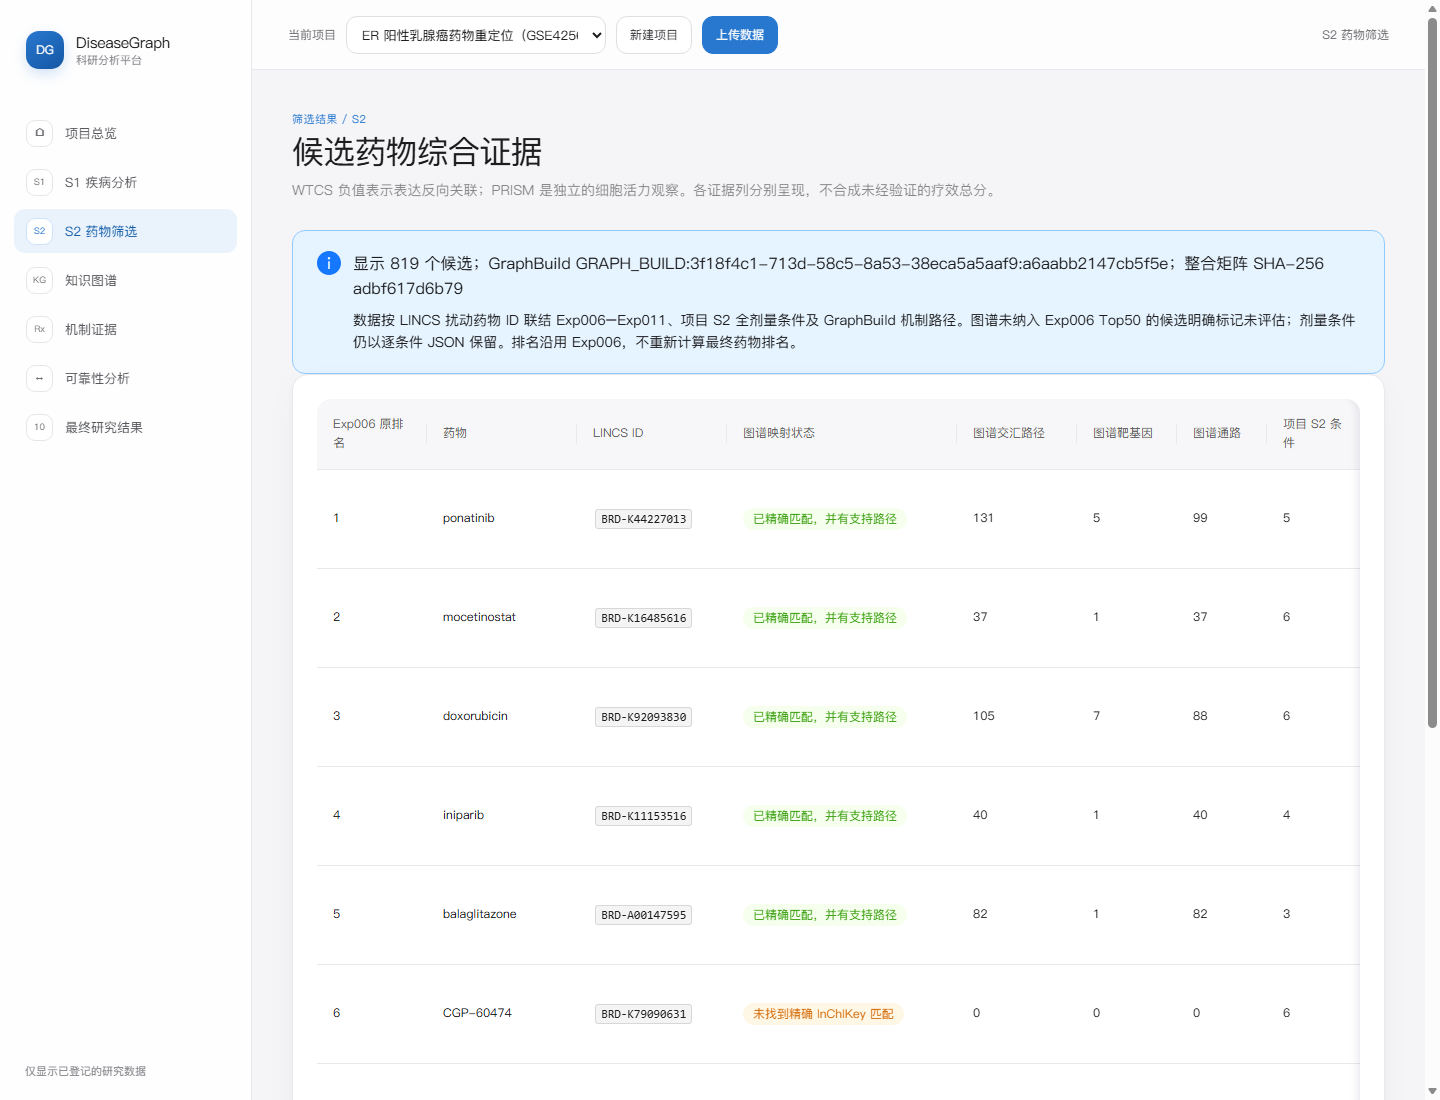 DG
DiseaseGraph
科研分析平台
项目总览
S1
S1 疾病分析
S2
S2 药物筛选
KG
知识图谱
Rx
机制证据
↔
可靠性分析
10
最终研究结果
仅显示已登记的研究数据
当前项目
ER 阳性乳腺癌药物重定位（GSE4256
新建项目
上传数据
S2 药物筛选
筛选结果 / S2
候选药物综合证据
WTCS 负值表示表达反向关联；PRISM 是独立的细胞活力观察。各证据列分别呈现，不合成未经验证的疗效总分。
显示 819 个候选；GraphBuild GRAPH_BUILD:3f18f4c1-713d-58c5-8a53-38eca5a5aaf9:a6aabb2147cb5f5e；整合矩阵 SHA-256
adbf617d6b79
数据按 LINCS 扰动药物 ID 联结 Exp006—Exp011、项目 S2 全剂量条件及 GraphBuild 机制路径。图谱未纳入 Exp006 Top50 的候选明确标记未评估；剂量条件
仍以逐条件 JSON 保留。排名沿用 Exp006，不重新计算最终药物排名。
Exp006 原排
名
药物
LINCS ID
图谱映射状态
图谱交汇路径
图谱靶基因
图谱通路
项目 S2 条
件
1 ponatinib BRD-K44227013 已精确匹配，并有支持路径 131 5 99 5
2 mocetinostat BRD-K16485616 已精确匹配，并有支持路径 37 1 37 6
3 doxorubicin BRD-K92093830 已精确匹配，并有支持路径 105 7 88 6
4 iniparib BRD-K11153516 已精确匹配，并有支持路径 40 1 40 4
5 balaglitazone BRD-A00147595 已精确匹配，并有支持路径 82 1 82 3
6 CGP-60474 BRD-K79090631 未找到精确 InChIKey 匹配 0 0 0 6